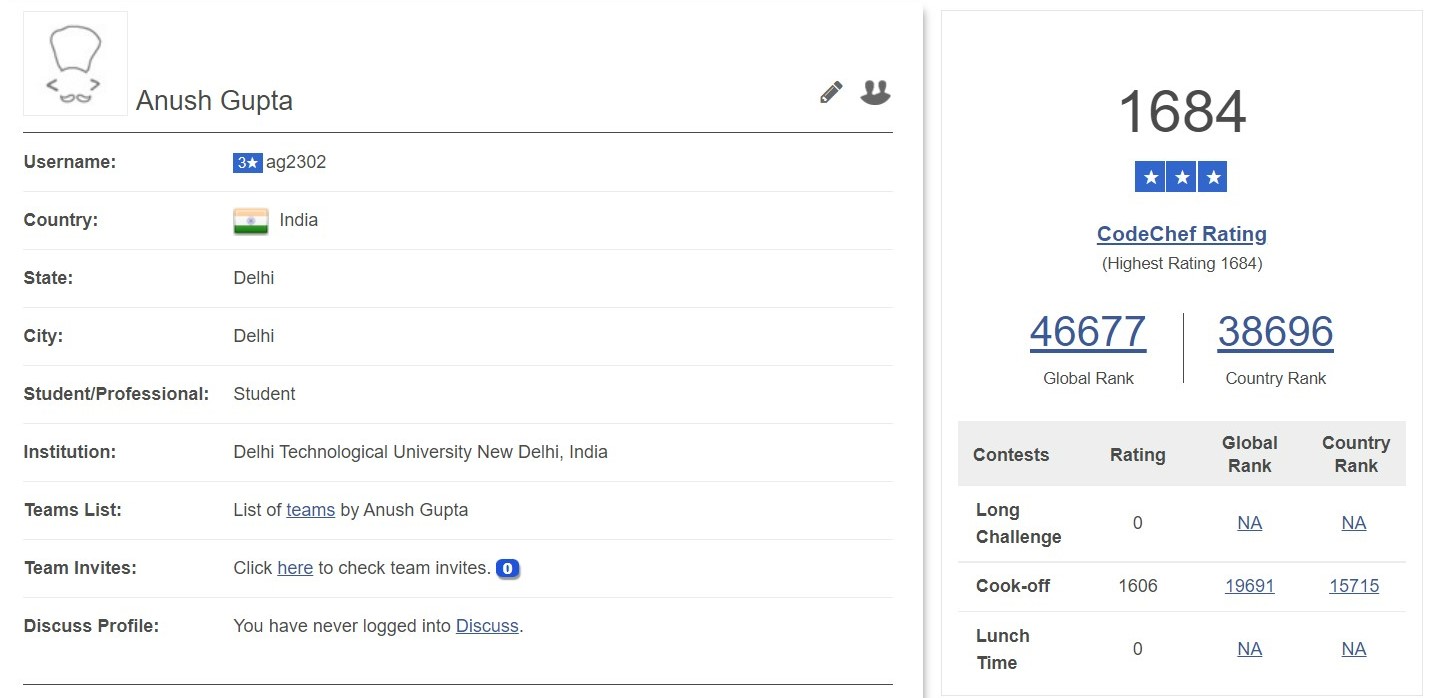 Anush Gupta
Username: 3★ ag2302
Country: India
State: Delhi
City: Delhi
Student/Professional: Student
Institution: Delhi Technological University New Delhi, India
Teams List: List of teams by Anush Gupta
Team Invites: Click here to check team invites. 0
Discuss Profile: You have never logged into Discuss.
1684
★ ★ ★
CodeChef Rating
(Highest Rating 1684)
46677 38696
Global Rank Country Rank
Contests Rating Global Rank Country Rank
Long Challenge 0 NA NA
Cook-off 1606 19691 15715
Lunch Time 0 NA NA